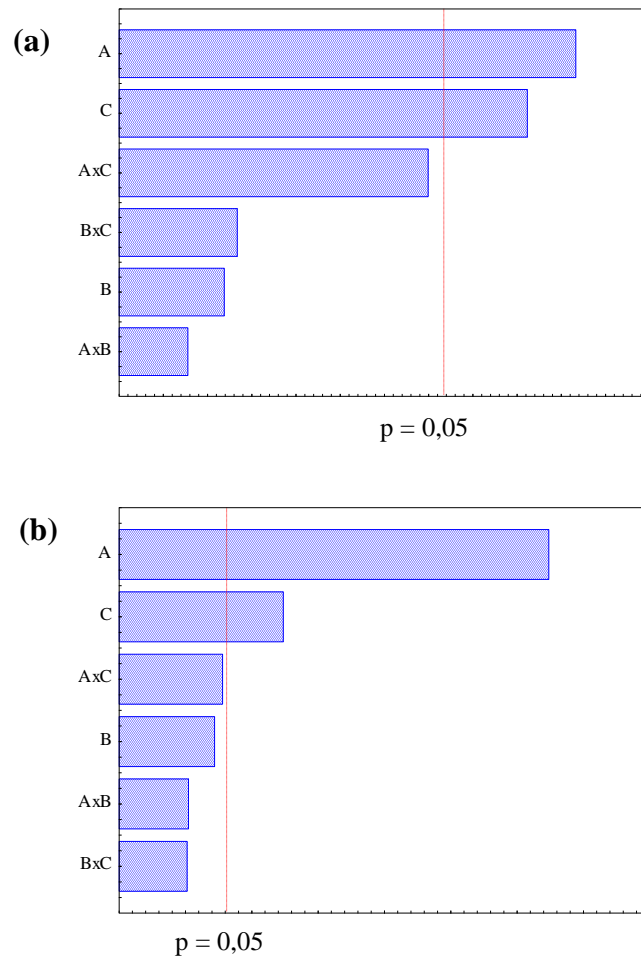 (a)
A
C
AxC
BxC
B
AxB
p = 0,05
(b)
A
C
AxC
B
AxB
BxC
p = 0,05